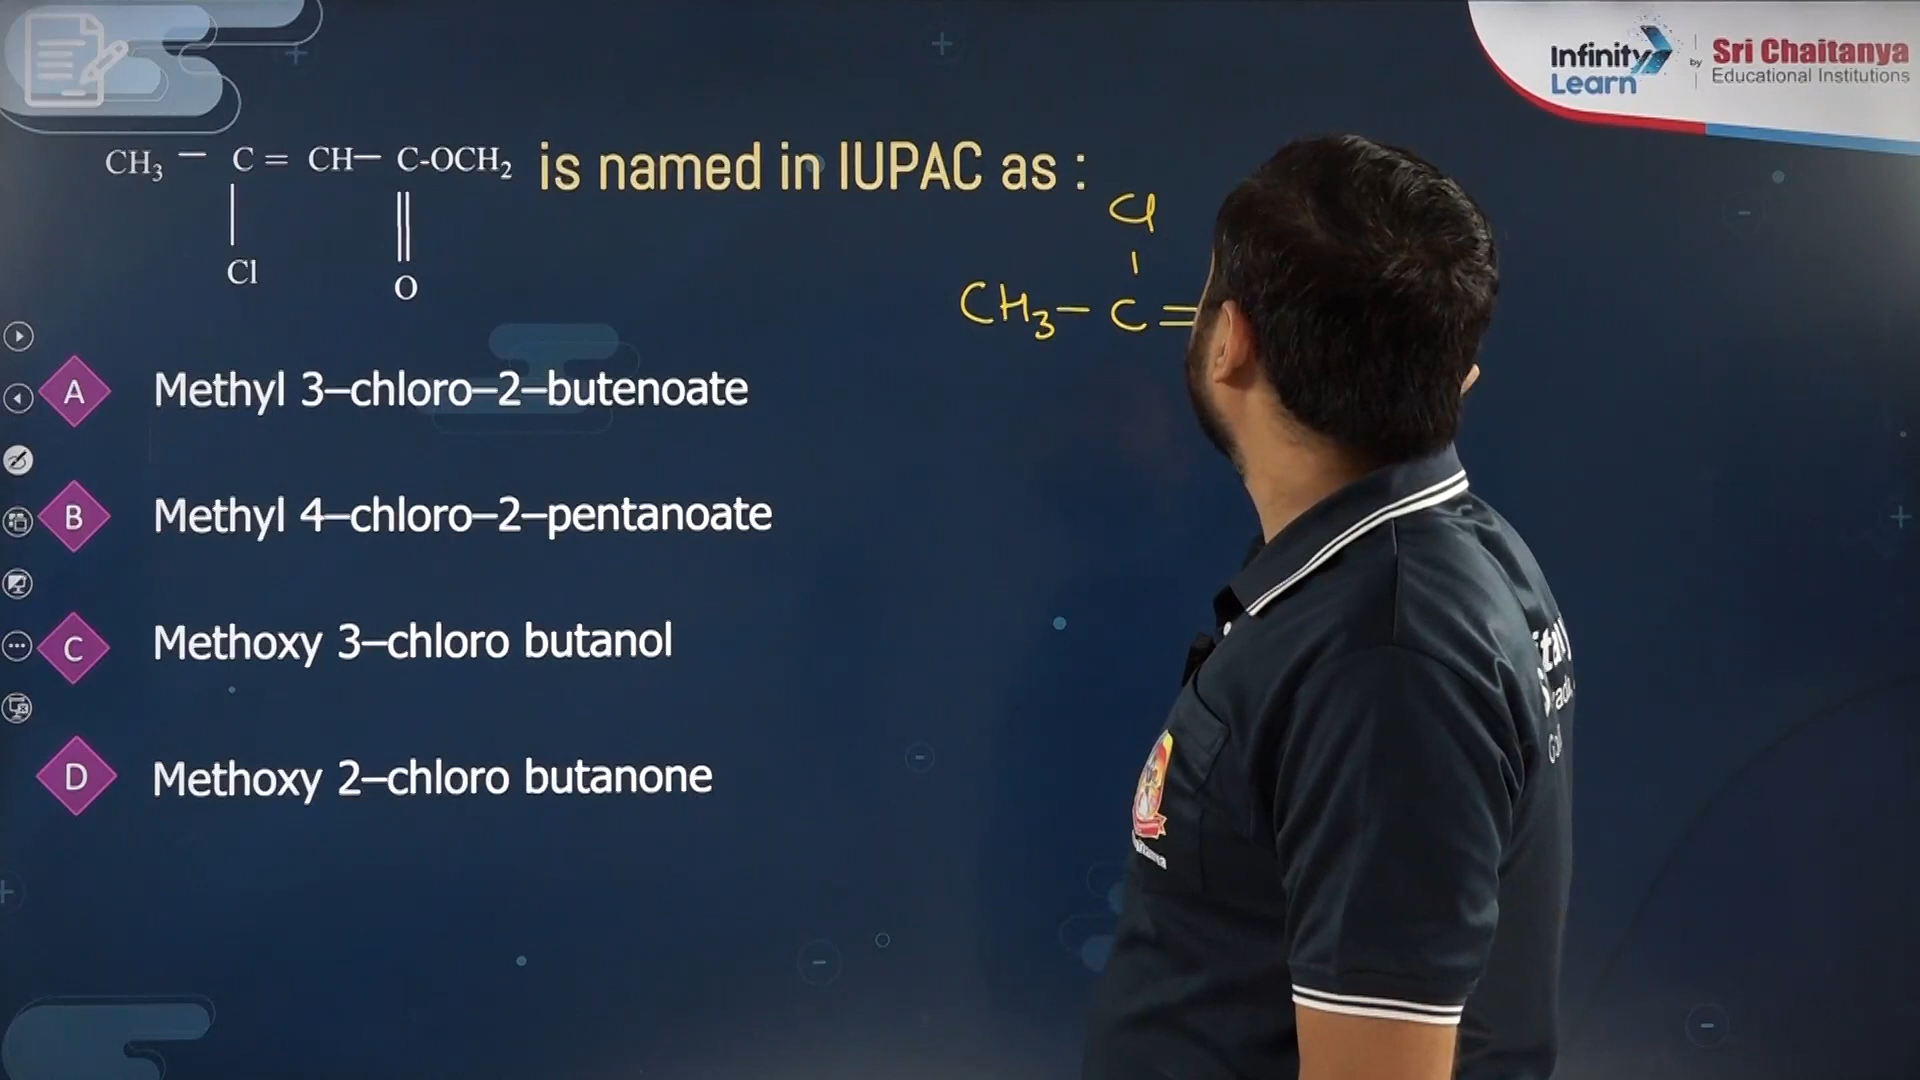 Infinity Learn by Sri Chaitanya Educational Institutions
CH₃ – C = CH– C-OCH₂ is named in IUPAC as :
Cl
O
Cl
CH₃– C =
A Methyl 3–chloro–2–butenoate
B Methyl 4–chloro–2–pentanoate
C Methoxy 3–chloro butanol
D Methoxy 2–chloro butanone